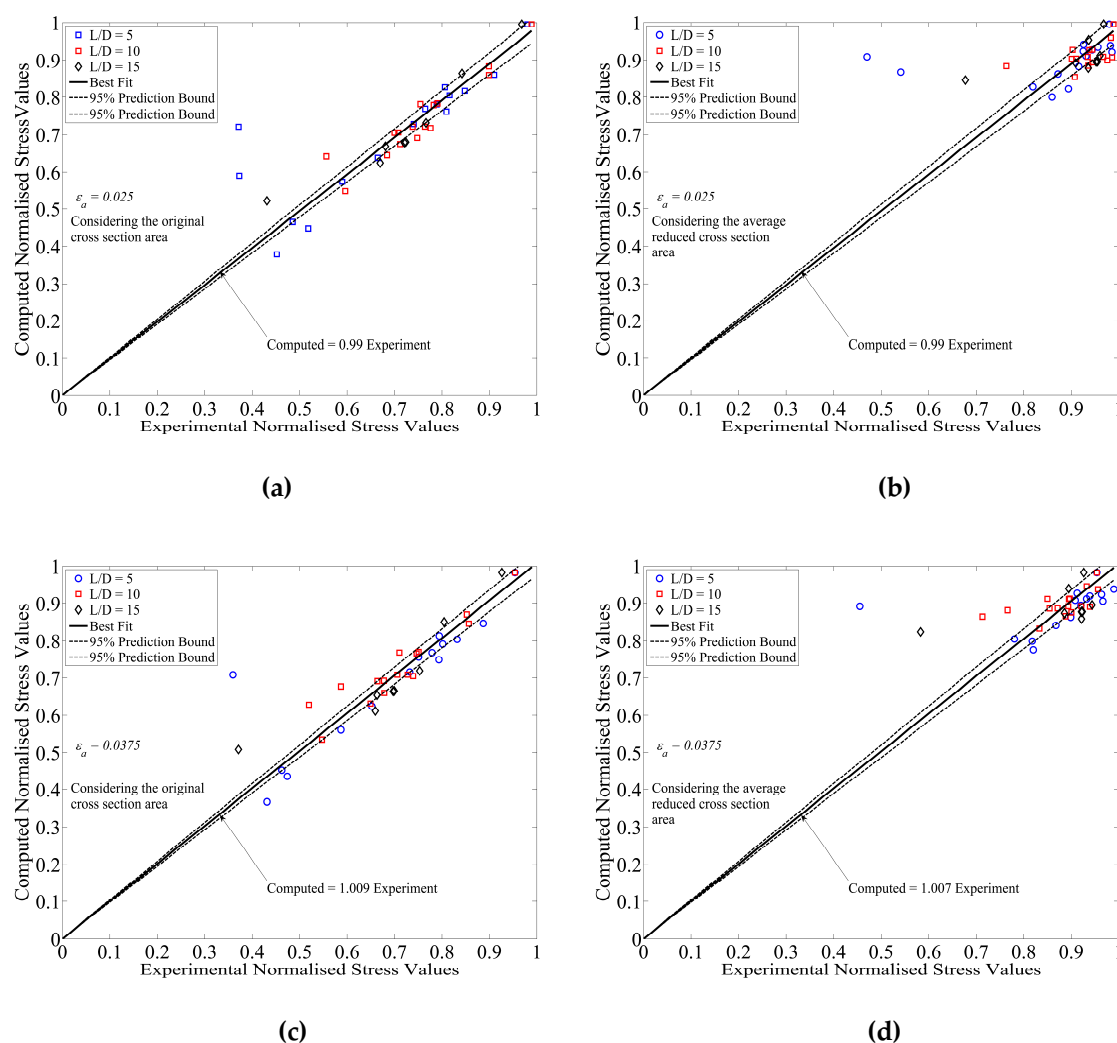 1
0.9
0.8
0.7
0.6
0.5
0.4
0.3
0.2
0.1
0
Computed Normalised Stress Values
L/D = 5
L/D = 10
L/D = 15
Best Fit
95% Prediction Bound
95% Prediction Bound
εa = 0.025
Considering the original
cross section area
Computed = 0.99 Experiment
0 0.1 0.2 0.3 0.4 0.5 0.6 0.7 0.8 0.9 1
Experimental Normalised Stress Values
(a)
1
0.9
0.8
0.7
0.6
0.5
0.4
0.3
0.2
0.1
0
Computed Normalised Stress Values
L/D = 5
L/D = 10
L/D = 15
Best Fit
95% Prediction Bound
95% Prediction Bound
εa = 0.025
Considering the average
reduced cross section
area
Computed = 0.99 Experiment
0 0.1 0.2 0.3 0.4 0.5 0.6 0.7 0.8 0.9 1
Experimental Normalised Stress Values
(b)
1
0.9
0.8
0.7
0.6
0.5
0.4
0.3
0.2
0.1
0
Computed Normalised Stress Values
L/D = 5
L/D = 10
L/D = 15
Best Fit
95% Prediction Bound
95% Prediction Bound
εa = 0.0375
Considering the original
cross section area
Computed = 1.009 Experiment
0 0.1 0.2 0.3 0.4 0.5 0.6 0.7 0.8 0.9 1
Experimental Normalised Stress Values
(c)
1
0.9
0.8
0.7
0.6
0.5
0.4
0.3
0.2
0.1
0
Computed Normalised Stress Values
L/D = 5
L/D = 10
L/D = 15
Best Fit
95% Prediction Bound
95% Prediction Bound
εa = 0.0375
Considering the average
reduced cross section
area
Computed = 1.007 Experiment
0 0.1 0.2 0.3 0.4 0.5 0.6 0.7 0.8 0.9 1
Experimental Normalised Stress Values
(d)